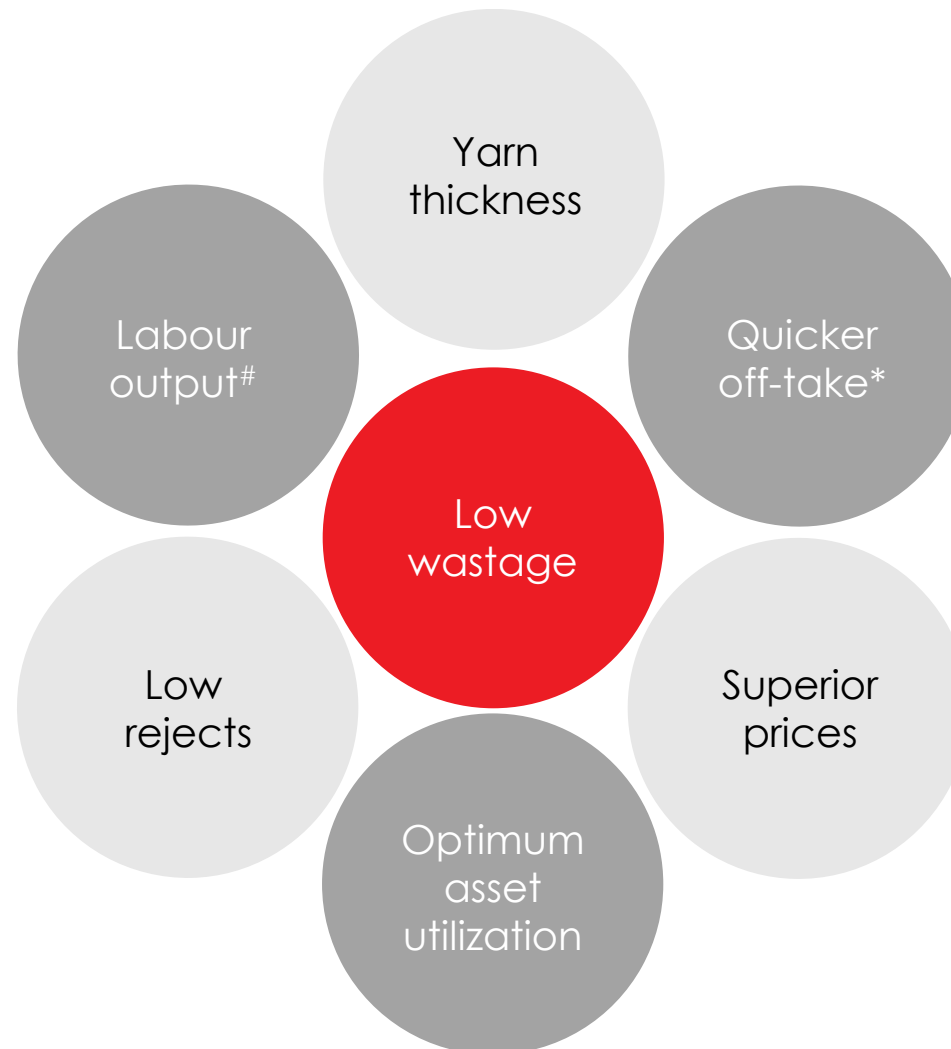 Yarn
thickness
Labour
output#
Quicker
off-take*
Low
wastage
Low
rejects
Superior
prices
Optimum
asset
utilization